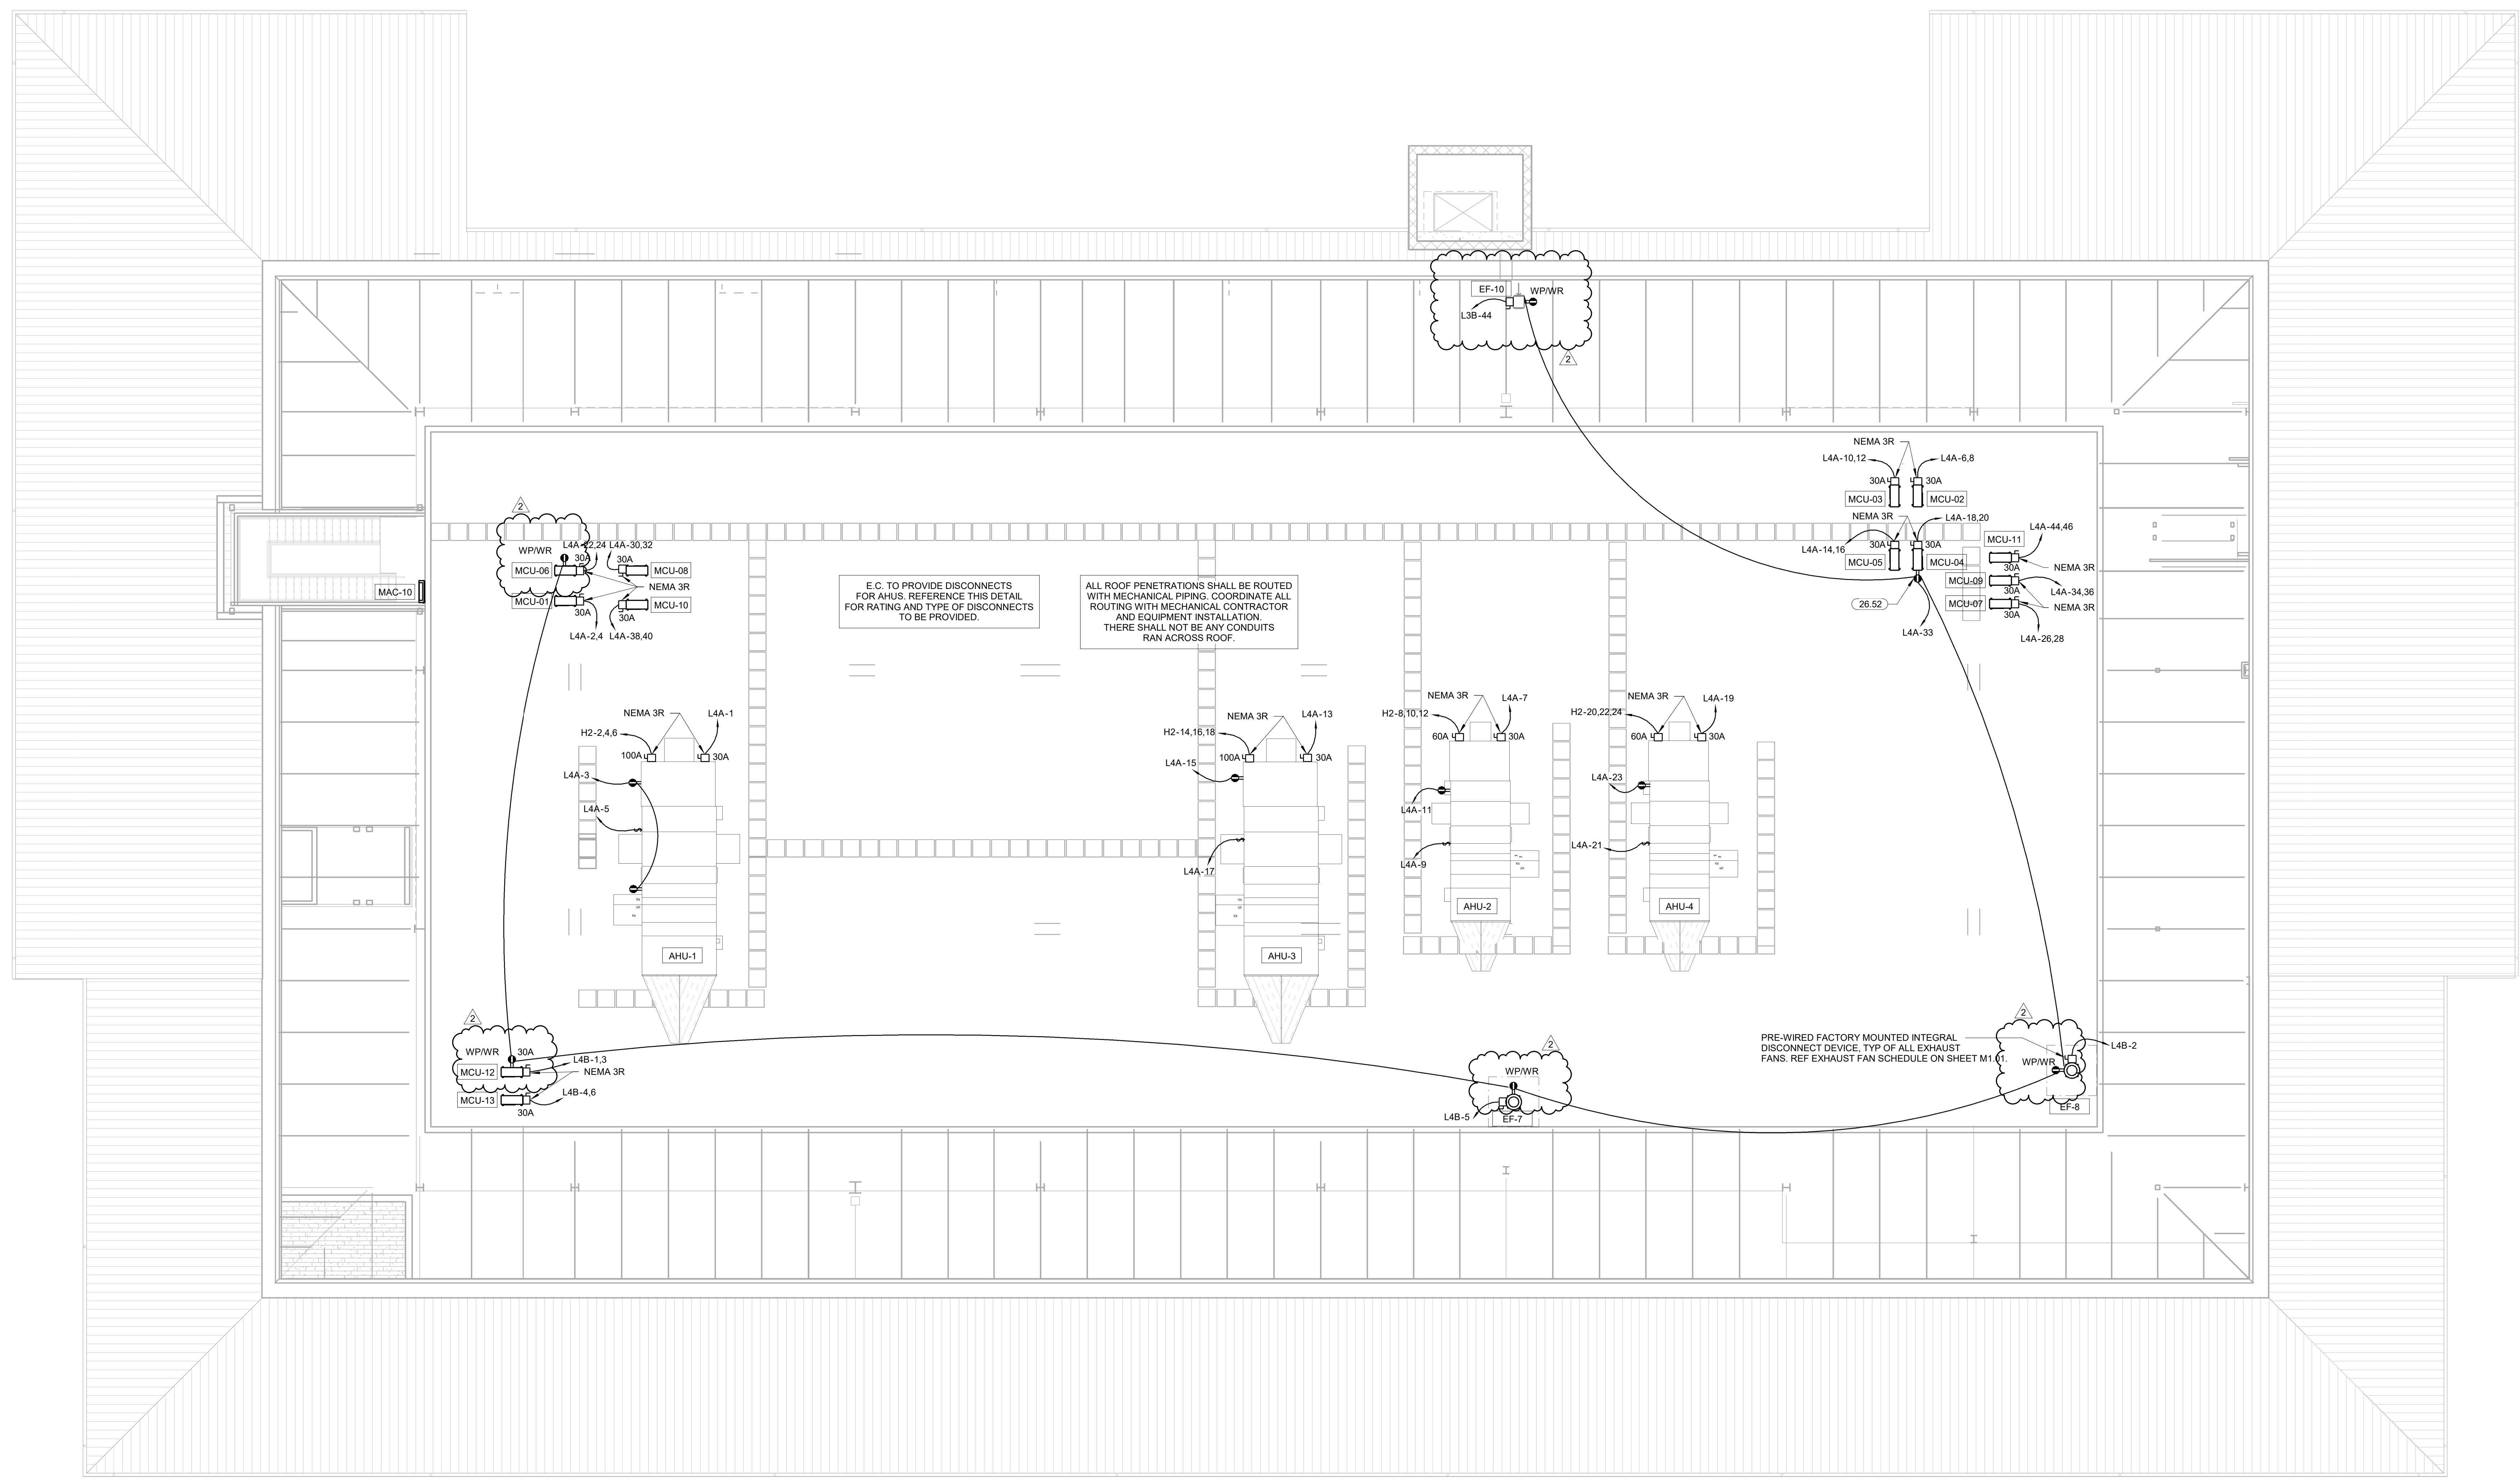 EF-10
WP/WR
L3B-44
2
NEMA 3R
L4A-10,12
L4A-6,8
30A
30A
MCU-03
MCU-02
NEMA 3R
L4A-18,20
L4A-14,16
30A
30A
MCU-05
MCU-04
26.52
L4A-33
L4A-44,46
MCU-11
30A
NEMA 3R
MCU-09
30A
L4A-34,36
MCU-07
NEMA 3R
30A
L4A-26,28
2
WP/WR
L4A-22,24
L4A-30,32
30A
30A
MCU-06
MCU-08
NEMA 3R
MAC-10
MCU-01
MCU-10
30A
30A
L4A-2,4
L4A-38,40
E.C. TO PROVIDE DISCONNECTS
FOR AHUS. REFERENCE THIS DETAIL
FOR RATING AND TYPE OF DISCONNECTS
TO BE PROVIDED.
ALL ROOF PENETRATIONS SHALL BE ROUTED
WITH MECHANICAL PIPING. COORDINATE ALL
ROUTING WITH MECHANICAL CONTRACTOR
AND EQUIPMENT INSTALLATION.
THERE SHALL NOT BE ANY CONDUITS
RAN ACROSS ROOF.
NEMA 3R
L4A-1
H2-2,4,6
100A
30A
L4A-3
L4A-5
AHU-1
NEMA 3R
L4A-13
H2-14,16,18
100A
30A
L4A-15
L4A-17
AHU-3
NEMA 3R
L4A-7
H2-8,10,12
60A
30A
L4A-11
L4A-9
AHU-2
NEMA 3R
L4A-19
H2-20,22,24
60A
30A
L4A-23
L4A-21
AHU-4
2
WP/WR
30A
L4B-1,3
MCU-12
NEMA 3R
L4B-4,6
MCU-13
30A
2
WP/WR
L4B-5
EF-7
2
PRE-WIRED FACTORY MOUNTED INTEGRAL
DISCONNECT DEVICE, TYP OF ALL EXHAUST
FANS. REF EXHAUST FAN SCHEDULE ON SHEET M1.01.
L4B-2
WP/WR
EF-8